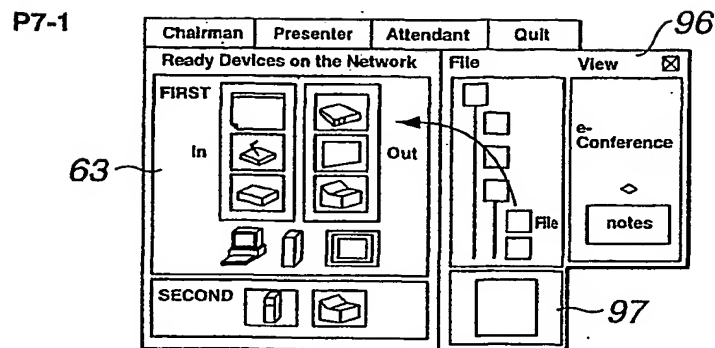 P7-1
96
Chairman Presenter Attendant Quit
Ready Devices on the Network File View
FIRST
In Out
63
e-
Conference
File
notes
SECOND
97